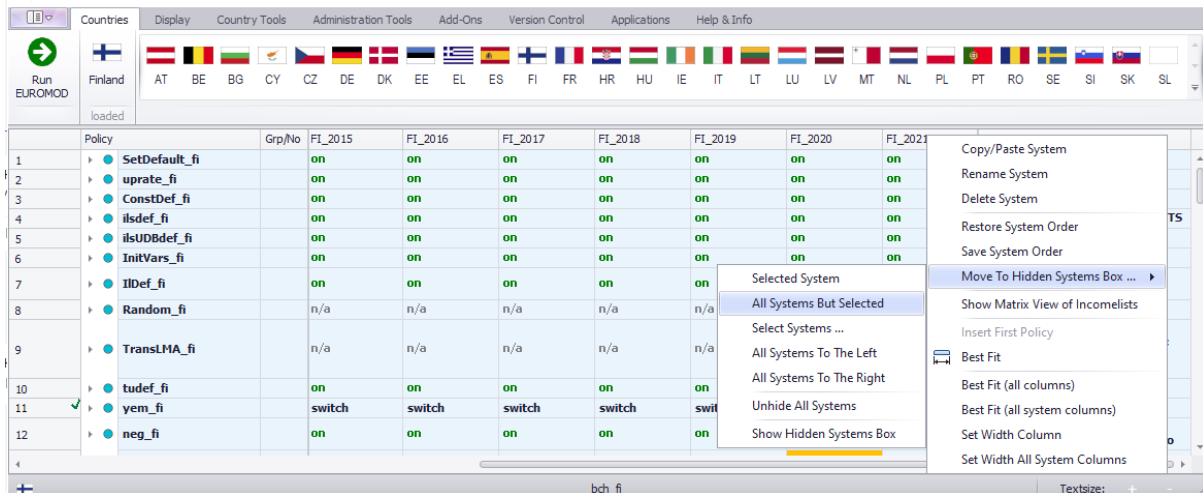 Countries Display Country Tools Administration Tools Add-Ons Version Control Applications Help & Info
Run EUROMOD
Finland
loaded
AT BE BG CY CZ DE DK EE EL ES FI FR HR HU IE IT LT LU LV MT NL PL PT RO SE SI SK SL
Policy Grp/No FI_2015 FI_2016 FI_2017 FI_2018 FI_2019 FI_2020 FI_2021
1 SetDefault_fi on on on on on on on
2 uprate_fi on on on on on on on
3 ConstDef_fi on on on on on on on
4 ilsdef_fi on on on on on on on
5 ilsUDBdef_fi on on on on on on on
6 InitVars_fi on on on on on on on
7 IlDef_fi on on on on on
8 Random_fi n/a n/a n/a n/a n/a
9 TransLMA_fi n/a n/a n/a n/a n/a
10 tudef_fi on on on on on
11 yem_fi switch switch switch switch swit
12 neg_fi on on on on on
Copy/Paste System
Rename System
Delete System
Restore System Order
Save System Order
Move To Hidden Systems Box ...
Show Matrix View of Incomelists
Insert First Policy
Best Fit
Best Fit (all columns)
Best Fit (all system columns)
Set Width Column
Set Width All System Columns
Selected System
All Systems But Selected
Select Systems ...
All Systems To The Left
All Systems To The Right
Unhide All Systems
Show Hidden Systems Box
TS
bch_fi
Textsize: + -